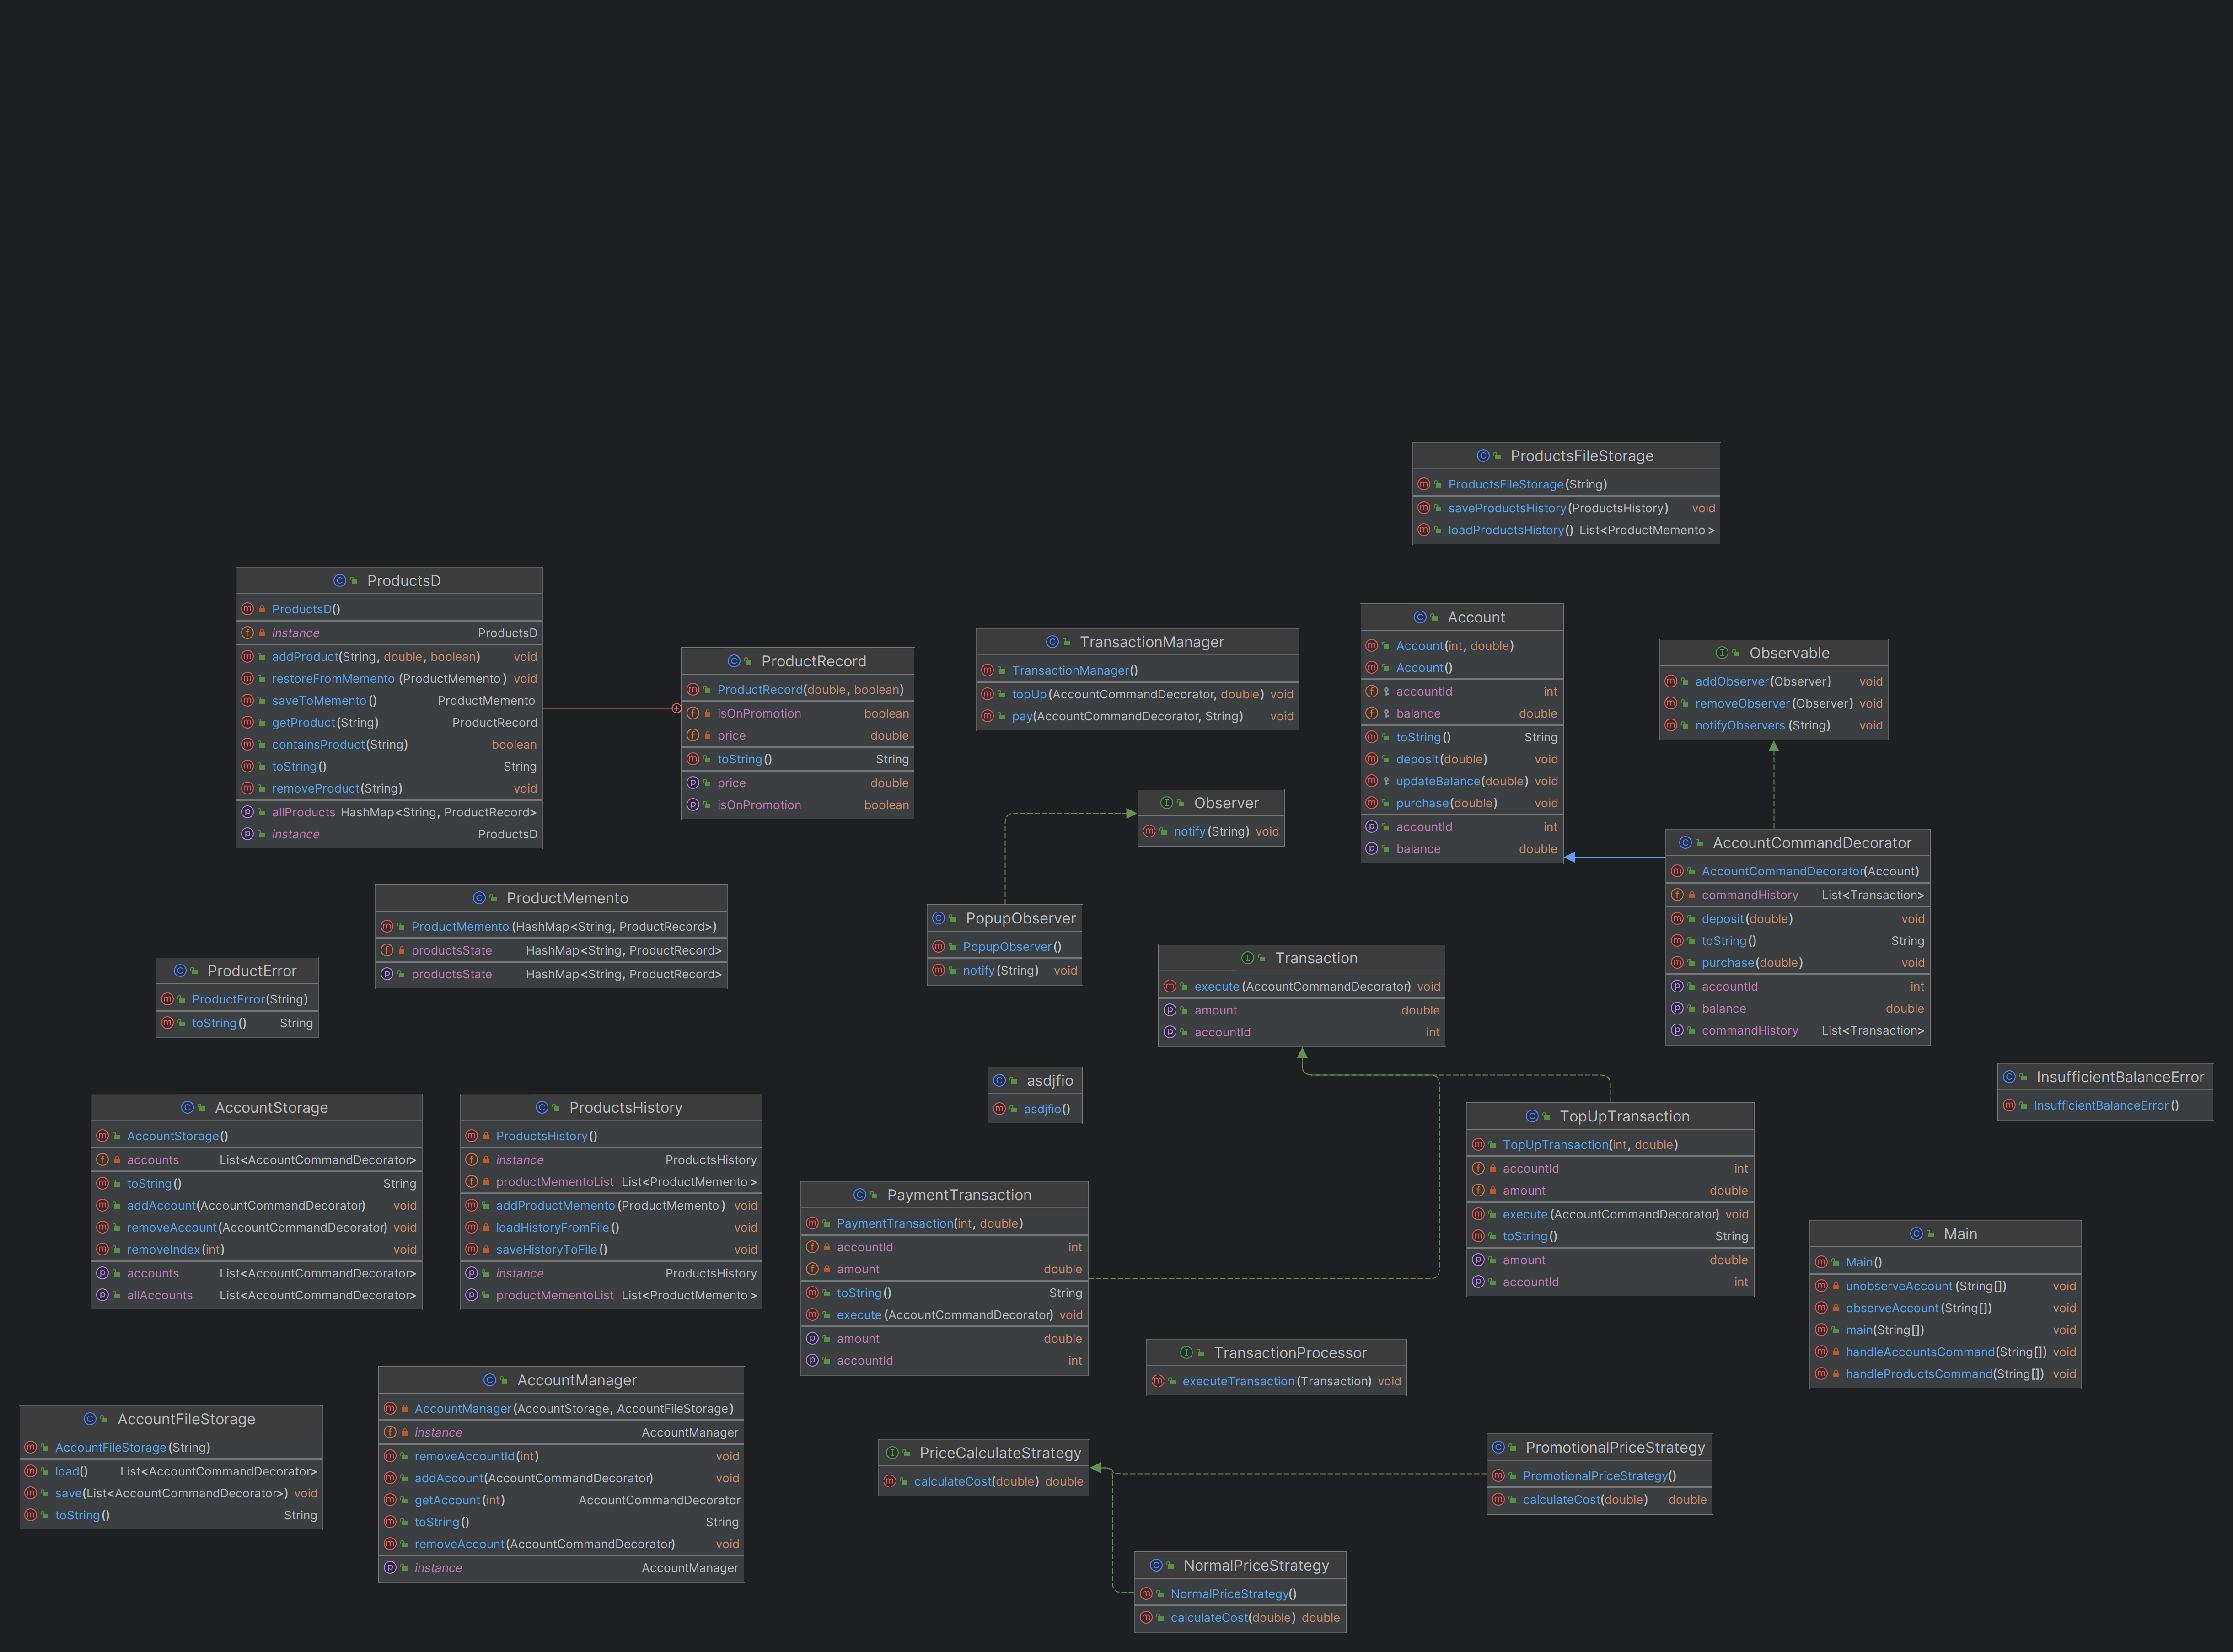 ProductsFileStorage
ProductsFileStorage(String)
saveProductsHistory(ProductsHistory) void
loadProductsHistory() List<ProductMemento>
ProductsD
ProductsD()
instance ProductsD
addProduct(String, double, boolean) void
restoreFromMemento(ProductMemento) void
saveToMemento() ProductMemento
getProduct(String) ProductRecord
containsProduct(String) boolean
toString() String
removeProduct(String) void
allProducts HashMap<String, ProductRecord>
instance ProductsD
ProductRecord
ProductRecord(double, boolean)
isOnPromotion boolean
price double
toString() String
price double
isOnPromotion boolean
TransactionManager
TransactionManager()
topUp(AccountCommandDecorator, double) void
pay(AccountCommandDecorator, String) void
Account
Account(int, double)
Account()
accountId int
balance double
toString() String
deposit(double) void
updateBalance(double) void
purchase(double) void
accountId int
balance double
Observable
addObserver(Observer) void
removeObserver(Observer) void
notifyObservers(String) void
Observer
notify(String) void
AccountCommandDecorator
AccountCommandDecorator(Account)
commandHistory List<Transaction>
deposit(double) void
toString() String
purchase(double) void
accountId int
balance double
commandHistory List<Transaction>
ProductMemento
ProductMemento(HashMap<String, ProductRecord>)
productsState HashMap<String, ProductRecord>
productsState HashMap<String, ProductRecord>
PopupObserver
PopupObserver()
notify(String) void
ProductError
ProductError(String)
toString() String
Transaction
execute(AccountCommandDecorator) void
amount double
accountId int
asdjfio
asdjfio()
InsufficientBalanceError
InsufficientBalanceError()
AccountStorage
AccountStorage()
accounts List<AccountCommandDecorator>
toString() String
addAccount(AccountCommandDecorator) void
removeAccount(AccountCommandDecorator) void
removeIndex(int) void
accounts List<AccountCommandDecorator>
allAccounts List<AccountCommandDecorator>
ProductsHistory
ProductsHistory()
instance ProductsHistory
productMementoList List<ProductMemento>
addProductMemento(ProductMemento) void
loadHistoryFromFile() void
saveHistoryToFile() void
instance ProductsHistory
productMementoList List<ProductMemento>
TopUpTransaction
TopUpTransaction(int, double)
accountId int
amount double
execute(AccountCommandDecorator) void
toString() String
amount double
accountId int
PaymentTransaction
PaymentTransaction(int, double)
accountId int
amount double
toString() String
execute(AccountCommandDecorator) void
amount double
accountId int
Main
Main()
unobserveAccount(String[]) void
observeAccount(String[]) void
main(String[]) void
handleAccountsCommand(String[]) void
handleProductsCommand(String[]) void
TransactionProcessor
executeTransaction(Transaction) void
AccountManager
AccountManager(AccountStorage, AccountFileStorage)
instance AccountManager
removeAccountId(int) void
addAccount(AccountCommandDecorator) void
getAccount(int) AccountCommandDecorator
toString() String
removeAccount(AccountCommandDecorator) void
instance AccountManager
AccountFileStorage
AccountFileStorage(String)
load() List<AccountCommandDecorator>
save(List<AccountCommandDecorator>) void
toString() String
PriceCalculateStrategy
calculateCost(double) double
PromotionalPriceStrategy
PromotionalPriceStrategy()
calculateCost(double) double
NormalPriceStrategy
NormalPriceStrategy()
calculateCost(double) double